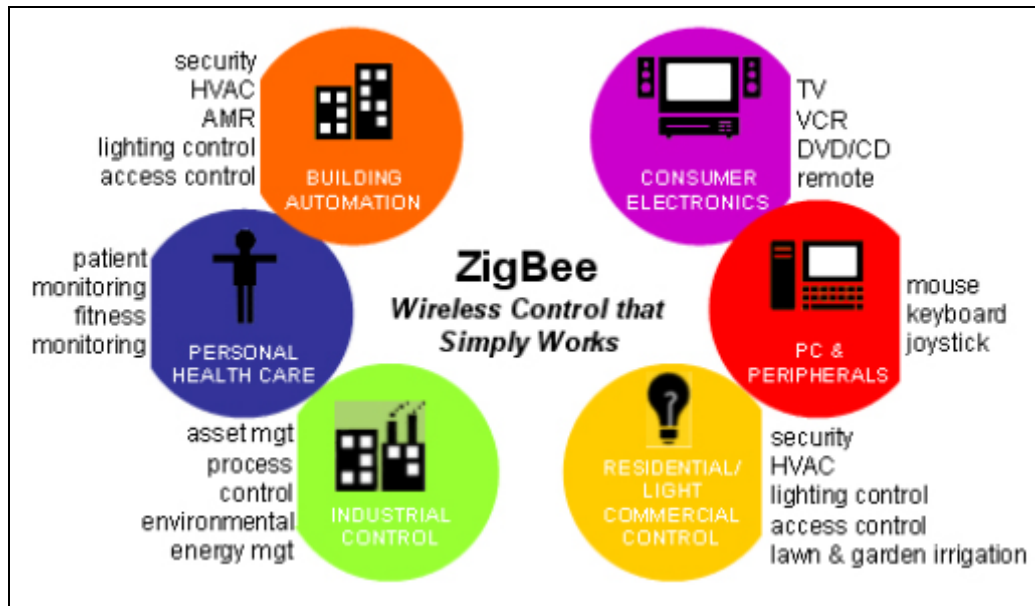 security
HVAC
AMR
lighting control
access control
BUILDING
AUTOMATION
TV
VCR
DVD/CD
remote
CONSUMER
ELECTRONICS
patient
monitoring
fitness
monitoring
PERSONAL
HEALTH CARE
ZigBee
Wireless Control that
Simply Works
mouse
keyboard
joystick
PC &
PERIPHERALS
asset mgt
process
control
environmental
energy mgt
INDUSTRIAL
CONTROL
?
RESIDENTIAL/
LIGHT
COMMERCIAL
CONTROL
security
HVAC
lighting control
access control
lawn & garden irrigation